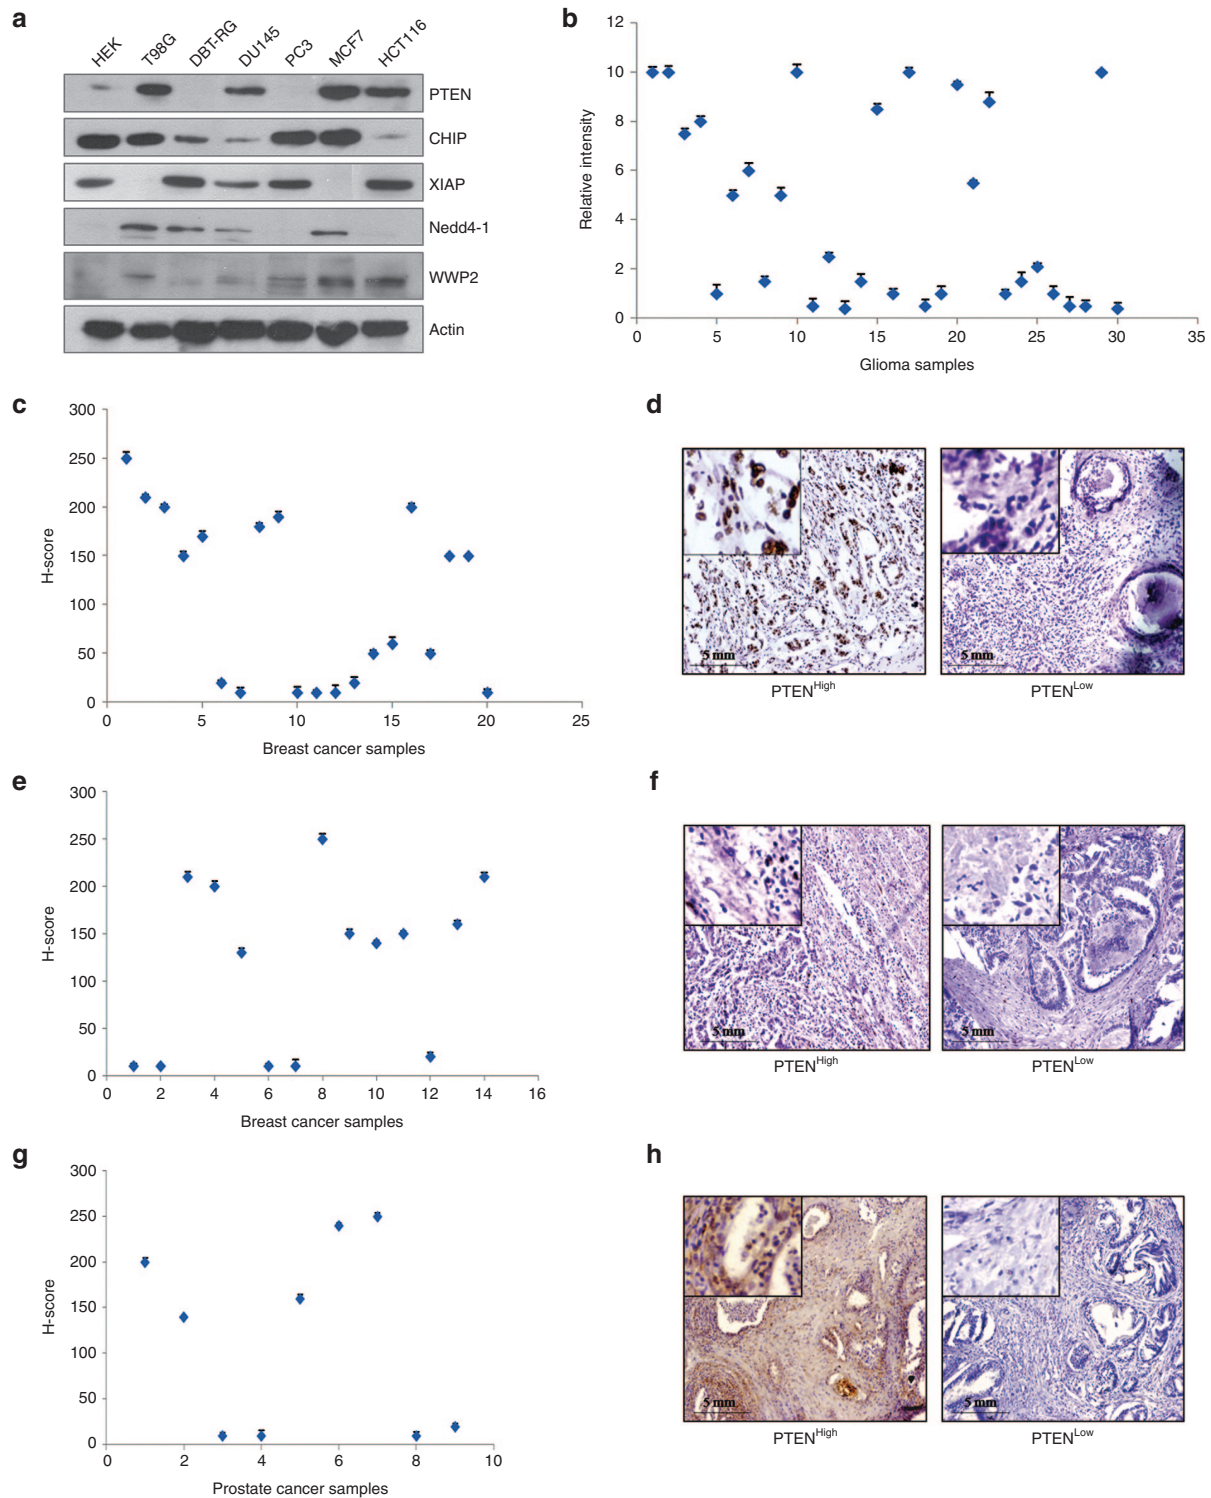 a
HEK T98G DBT-RG DU145 PC3 MCF7 HCT116
PTEN
CHIP
XIAP
Nedd4-1
WWP2
Actin
b
12
10
8
6
4
2
0
Relative intensity
0 5 10 15 20 25 30 35
Glioma samples
c
300
250
200
150
100
50
0
H-score
0 5 10 15 20 25
Breast cancer samples
d
5 mm
PTENHigh
5 mm
PTENLow
e
300
250
200
150
100
50
0
H-score
0 2 4 6 8 10 12 14 16
Breast cancer samples
f
5 mm
PTENHigh
5 mm
PTENLow
g
300
250
200
150
100
50
0
H-score
0 2 4 6 8 10
Prostate cancer samples
h
5 mm
PTENHigh
5 mm
PTENLow